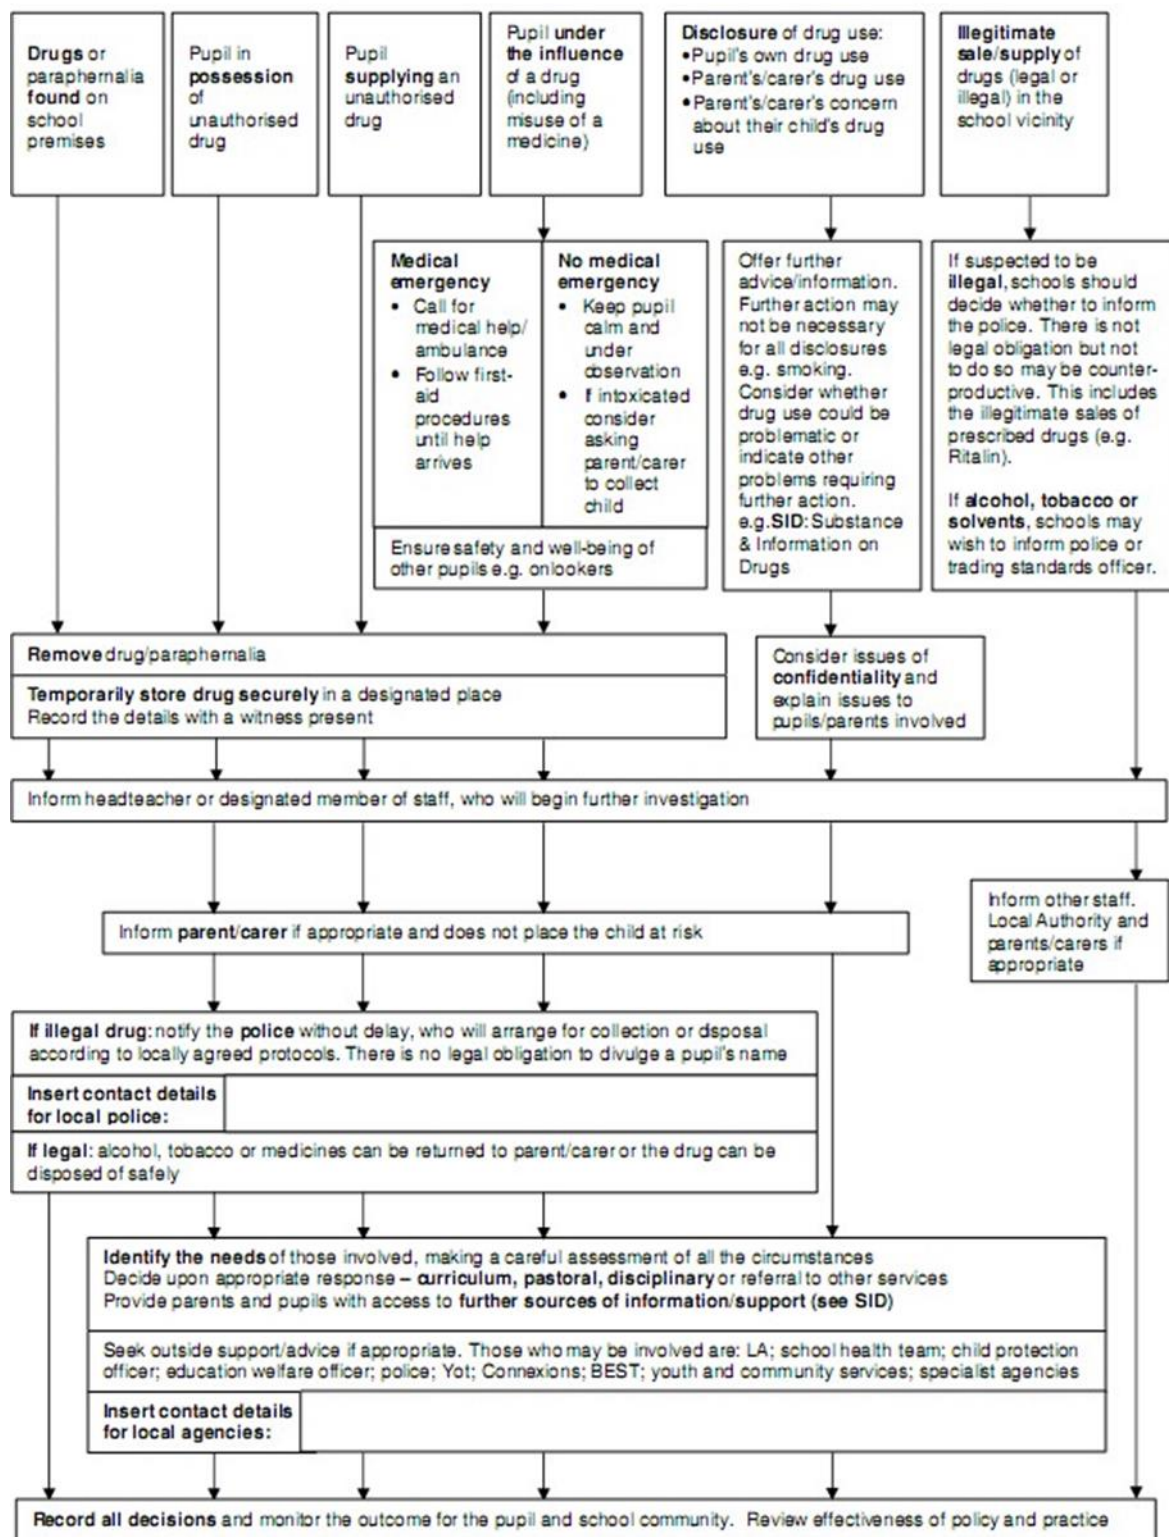 Drugs or
paraphernalia
found on
school
premises
Pupil in
possession
of
unauthorised
drug
Pupil
supplying an
unauthorised
drug
Pupil under
the influence
of a drug
(including
misuse of a
medicine)
Disclosure of drug use:
•Pupil's own drug use
•Parent's/carer's drug use
•Parent's/carer's concern
about their child's drug
use
Illegitimate
sale/supply of
drugs (legal or
illegal) in the
school vicinity
Medical
emergency
• Call for
medical help/
ambulance
• Follow first-
aid
procedures
until help
arrives
No medical
emergency
• Keep pupil
calm and
under
observation
• If intoxicated
consider
asking
parent/carer
to collect
child
Ensure safety and well-being of
other pupils e.g. onlookers
Offer further
advice/information.
Further action may
not be necessary
for all disclosures
e.g. smoking.
Consider whether
drug use could be
problematic or
indicate other
problems requiring
further action.
e.g.SID: Substance
& Information on
Drugs
If suspected to be
illegal, schools should
decide whether to inform
the police. There is not
legal obligation but not
to do so may be counter-
productive. This includes
the illegitimate sales of
prescribed drugs (e.g.
Ritalin).
If alcohol, tobacco or
solvents, schools may
wish to inform police or
trading standards officer.
Remove drug/paraphernalia
Temporarily store drug securely in a designated place
Record the details with a witness present
Consider issues of
confidentiality and
explain issues to
pupils/parents involved
Inform headteacher or designated member of staff, who will begin further investigation
Inform parent/carer if appropriate and does not place the child at risk
Inform other staff.
Local Authority and
parents/carers if
appropriate
If illegal drug: notify the police without delay, who will arrange for collection or disposal
according to locally agreed protocols. There is no legal obligation to divulge a pupil's name
Insert contact details
for local police:
If legal: alcohol, tobacco or medicines can be returned to parent/carer or the drug can be
disposed of safely
Identify the needs of those involved, making a careful assessment of all the circumstances
Decide upon appropriate response – curriculum, pastoral, disciplinary or referral to other services
Provide parents and pupils with access to further sources of information/support (see SID)
Seek outside support/advice if appropriate. Those who may be involved are: LA; school health team; child protection
officer; education welfare officer; police; Yot; Connexions; BEST; youth and community services; specialist agencies
Insert contact details
for local agencies:
Record all decisions and monitor the outcome for the pupil and school community. Review effectiveness of policy and practice